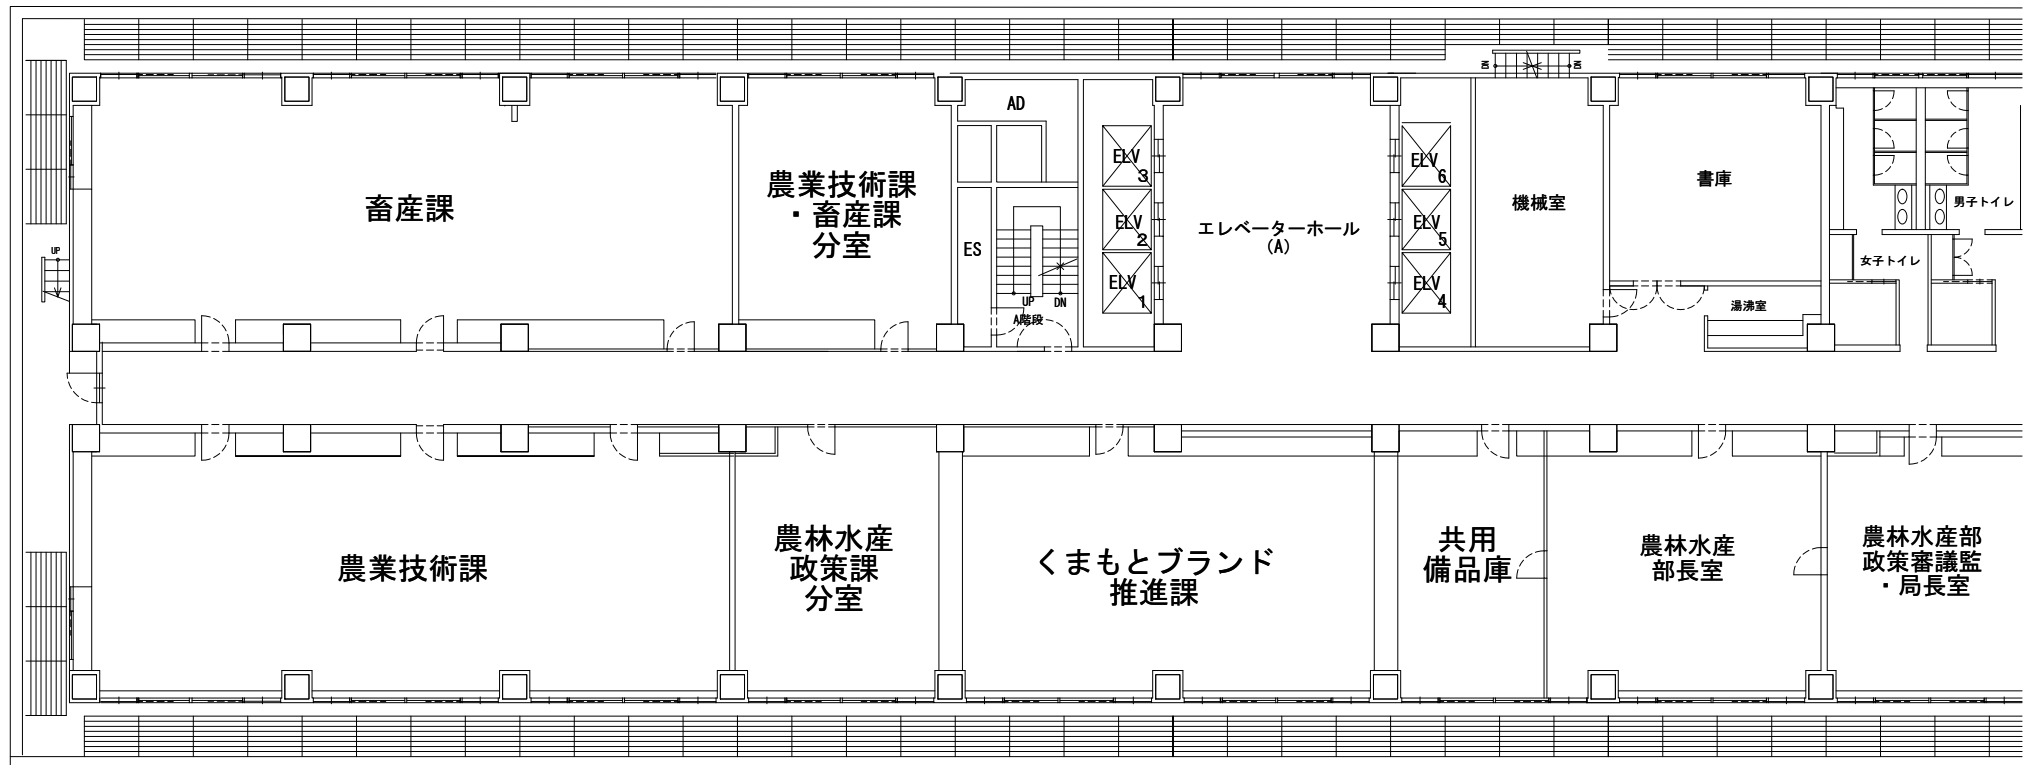 DN
DN
AD
畜産課
農業技術課
・畜産課
分室
ELV
3
ELV
6
ELV
2
ELV
5
ELV
1
ELV
4
エレベーターホール
(A)
機械室
書庫
男子トイレ
女子トイレ
湯沸室
UP
ES
UP
DN
A階段
農業技術課
農林水産
政策課
分室
くまもとブランド
推進課
共用
備品庫
農林水産
部長室
農林水産部
政策審議監
・局長室